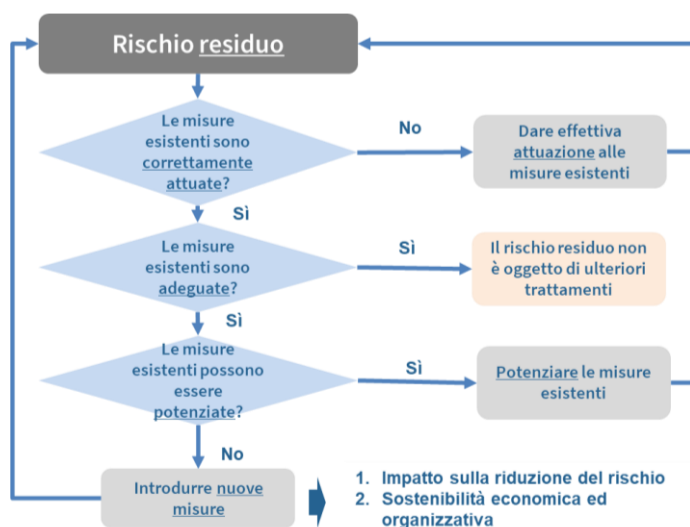 Rischio residuo
Le misure
esistenti sono
correttamente
attuate?
No
Dare effettiva
attuazione alle
misure esistenti
Sì
Le misure
esistenti sono
adeguate?
Sì
Il rischio residuo non
è oggetto di ulteriori
trattamenti
Sì
Le misure
esistenti possono
essere
potenziate?
Sì
Potenziare le misure
esistenti
No
Introdurre nuove
misure
1. Impatto sulla riduzione del rischio
2. Sostenibilità economica ed
organizzativa